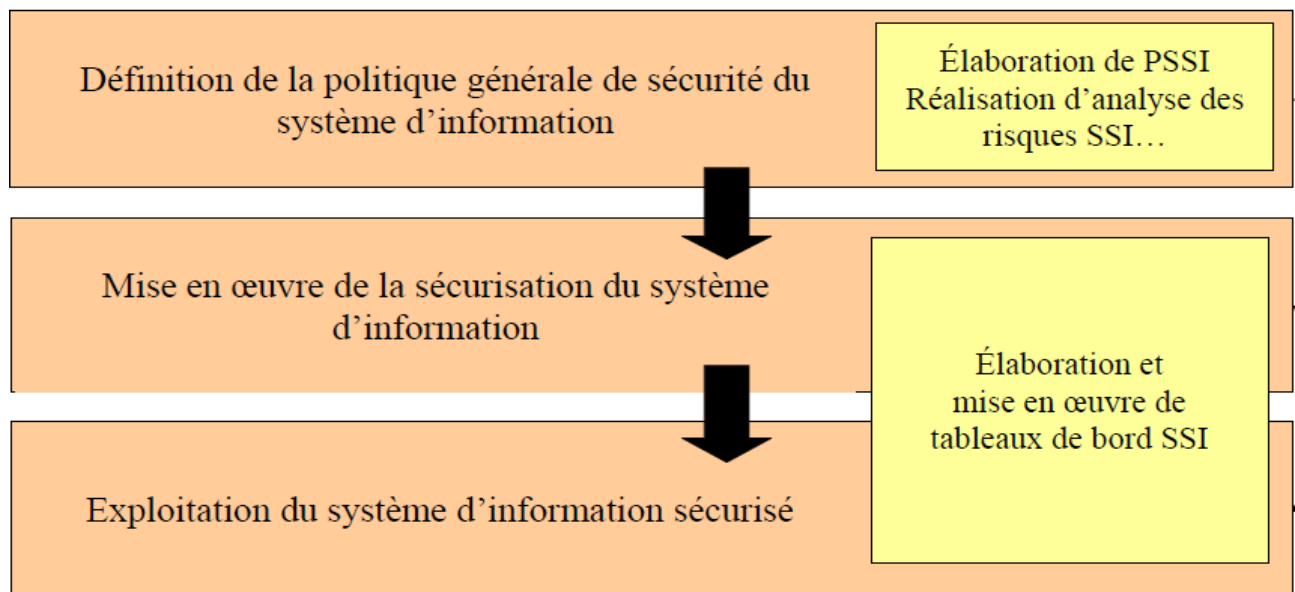 Définition de la politique générale de sécurité du
système d’information
Élaboration de PSSI
Réalisation d’analyse des
risques SSI…
Mise en œuvre de la sécurisation du système
d’information
Élaboration et
mise en œuvre de
tableaux de bord SSI
Exploitation du système d’information sécurisé